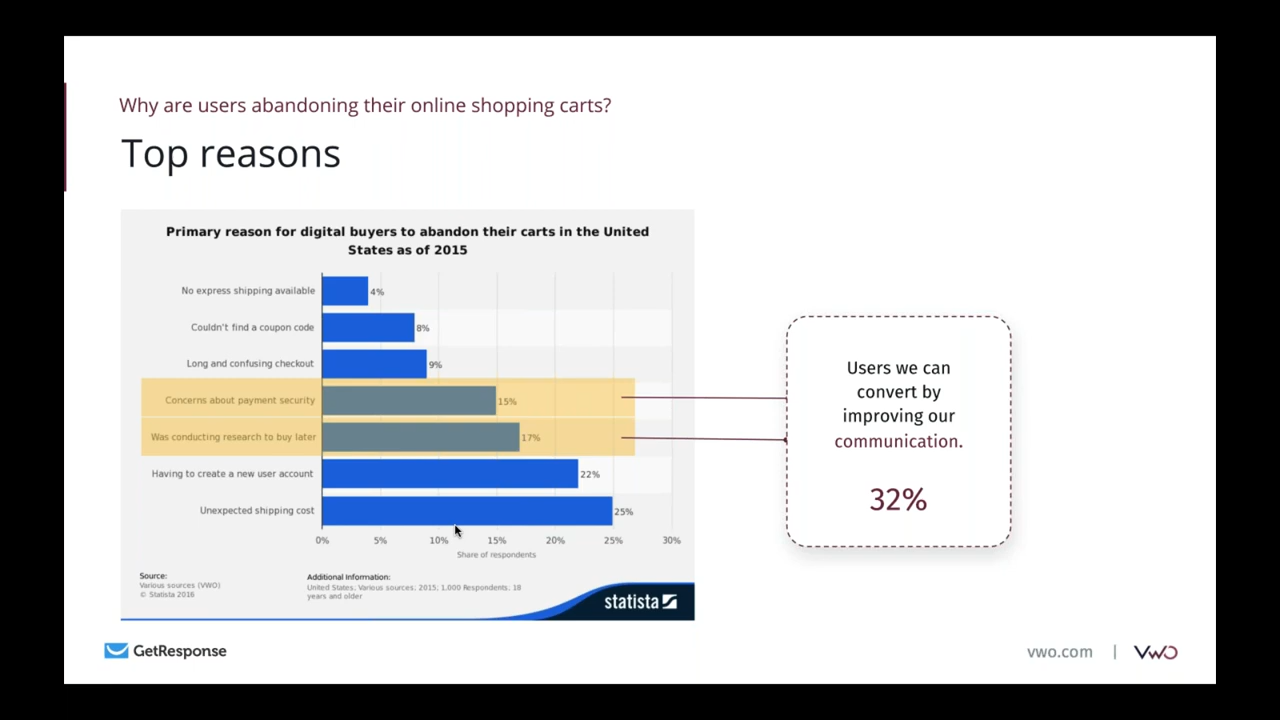 Why are users abandoning their online shopping carts?
Top reasons
Primary reason for digital buyers to abandon their carts in the United
States as of 2015
No express shipping available 4%
Couldn't find a coupon code 8%
Long and confusing checkout 9%
Concerns about payment security 15%
Was conducting research to buy later 17%
Having to create a new user account 22%
Unexpected shipping cost 25%
0% 5% 10% 15% 20% 25% 30%
Share of respondents
Source:
Various sources (VWO)
© Statista 2016
Additional Information:
United States; Various sources; 2015; 1,000 Respondents; 18
years and older
statista
Users we can
convert by
improving our
communication.
32%
GetResponse
vwo.com | VWO